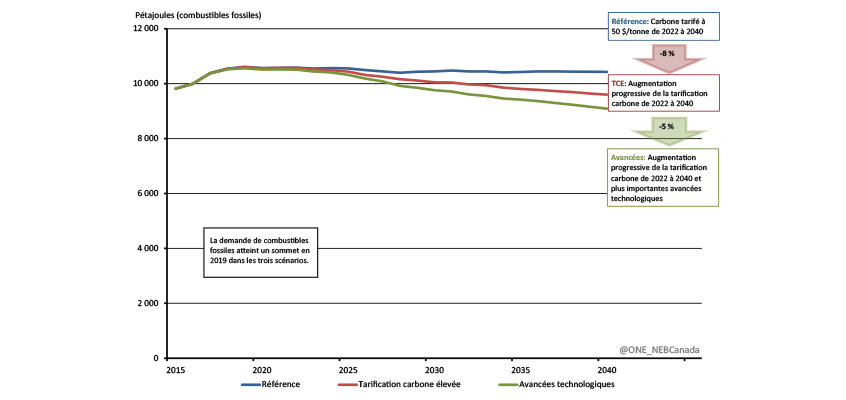 Pétajoules (combustibles fossiles)
12 000
10 000
8 000
6 000
4 000
2 000
0
2015
2020
2025
2030
2035
2040
Référence: Carbone tarifé à
50 $/tonne de 2022 à 2040
-8 %
TCE: Augmentation
progressive de la tarification
carbone de 2022 à 2040
-5 %
Avancées: Augmentation
progressive de la tarification
carbone de 2022 à 2040 et
plus importantes avancées
technologiques
La demande de combustibles
fossiles atteint un sommet en
2019 dans les trois scénarios.
@ONE_NEBCanada
Référence
Tarification carbone élevée
Avancées technologiques